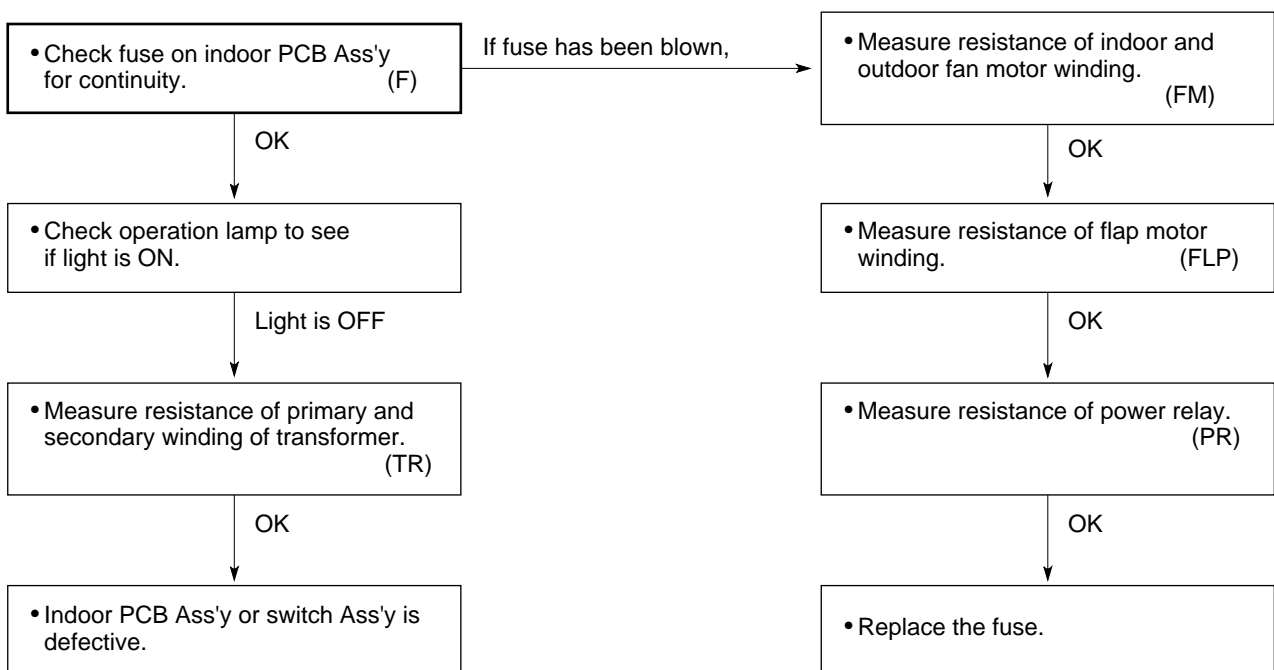 • Check fuse on indoor PCB Ass'y
for continuity. (F)
If fuse has been blown,
• Measure resistance of indoor and
outdoor fan motor winding.
(FM)
OK
OK
• Check operation lamp to see
if light is ON.
• Measure resistance of flap motor
winding. (FLP)
Light is OFF
OK
• Measure resistance of primary and
secondary winding of transformer.
(TR)
• Measure resistance of power relay.
(PR)
OK
OK
• Indoor PCB Ass'y or switch Ass'y is
defective.
• Replace the fuse.